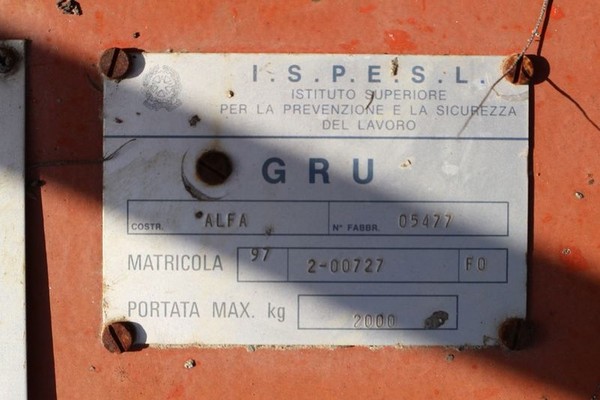 I.S.P.E.S.L.
ISTITUTO SUPERIORE
PER LA PREVENZIONE E LA SICUREZZA
DEL LAVORO
GRU
COSTR. ALFA N° FABBR. 05477
MATRICOLA 97 2-00727 FO
PORTATA MAX. kg 2000